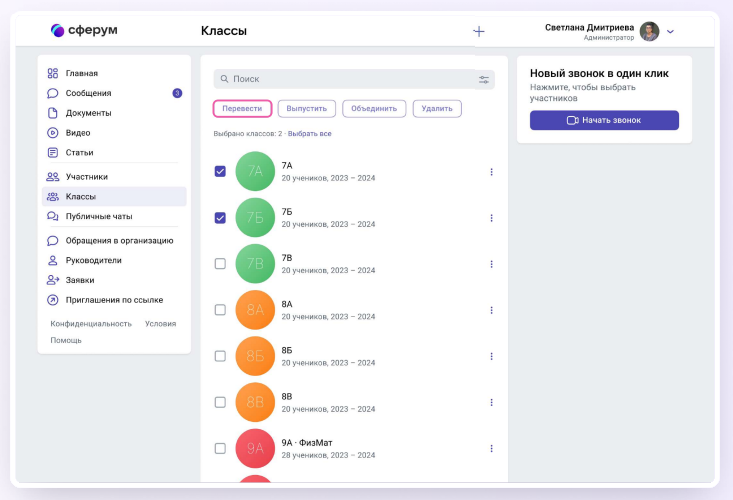 сферум
Классы
Светлана Дмитриева
Администратор
Главная
Сообщения 3
Документы
Видео
Статьи
Участники
Классы
Публичные чаты
Обращения в организацию
Руководители
Заявки
Приглашения по ссылке
Конфиденциальность Условия
Помощь
Поиск
Перевести Выпустить Объединить Удалить
Выбрано классов: 2 · Выбрать все
7А 7А
20 учеников, 2023 – 2024
7Б 7Б
20 учеников, 2023 – 2024
7В 7В
20 учеников, 2023 – 2024
8А 8А
20 учеников, 2023 – 2024
8Б 8Б
20 учеников, 2023 – 2024
8В 8В
20 учеников, 2023 – 2024
9А 9А · ФизМат
28 учеников, 2023 – 2024
Новый звонок в один клик
Нажмите, чтобы выбрать
участников
Начать звонок